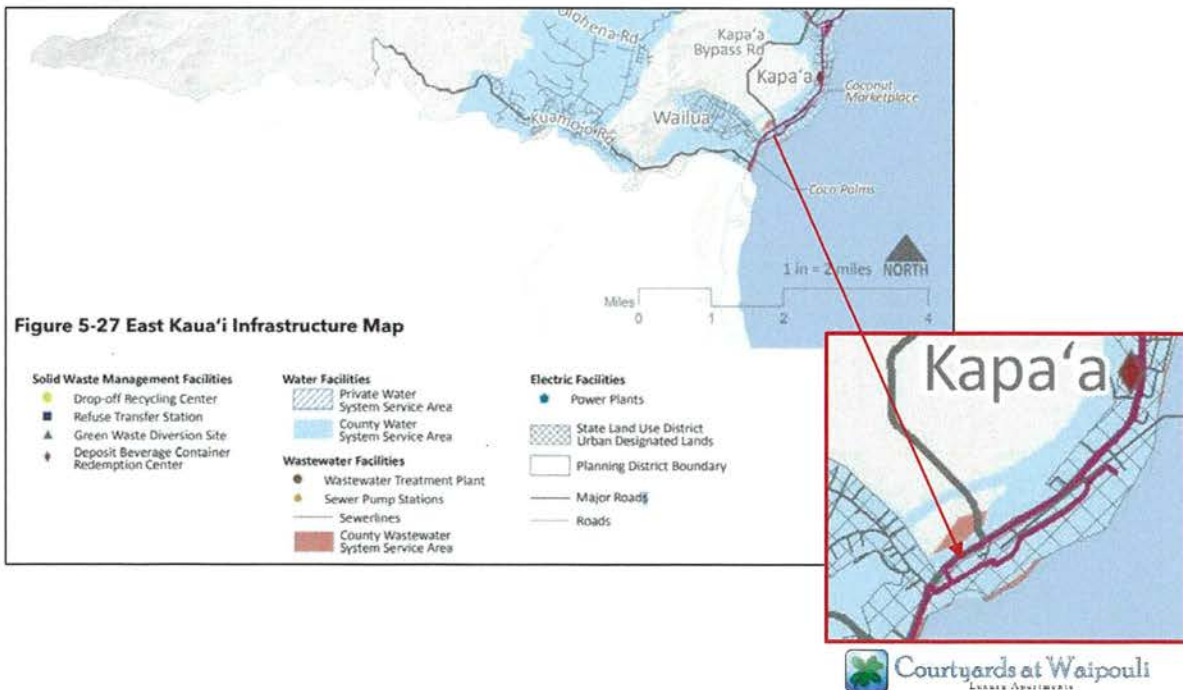 Olohena Rd
Kapa'a
Bypass Rd
Kapa'a
Coconut
Marketplace
Wailua
Kuamo'o Rd
Coco Palms
1 in = 2 miles
NORTH
Miles
0 1 2 4
Figure 5-27 East Kaua'i Infrastructure Map
Solid Waste Management Facilities
Drop-off Recycling Center
Refuse Transfer Station
Green Waste Diversion Site
Deposit Beverage Container
Redemption Center
Water Facilities
Private Water
System Service Area
County Water
System Service Area
Wastewater Facilities
Wastewater Treatment Plant
Sewer Pump Stations
Sewerlines
County Wastewater
System Service Area
Electric Facilities
Power Plants
State Land Use District
Urban Designated Lands
Planning District Boundary
Major Roads
Roads
Kapa'a
Courtyards at Waipouli
Luxury Apartments